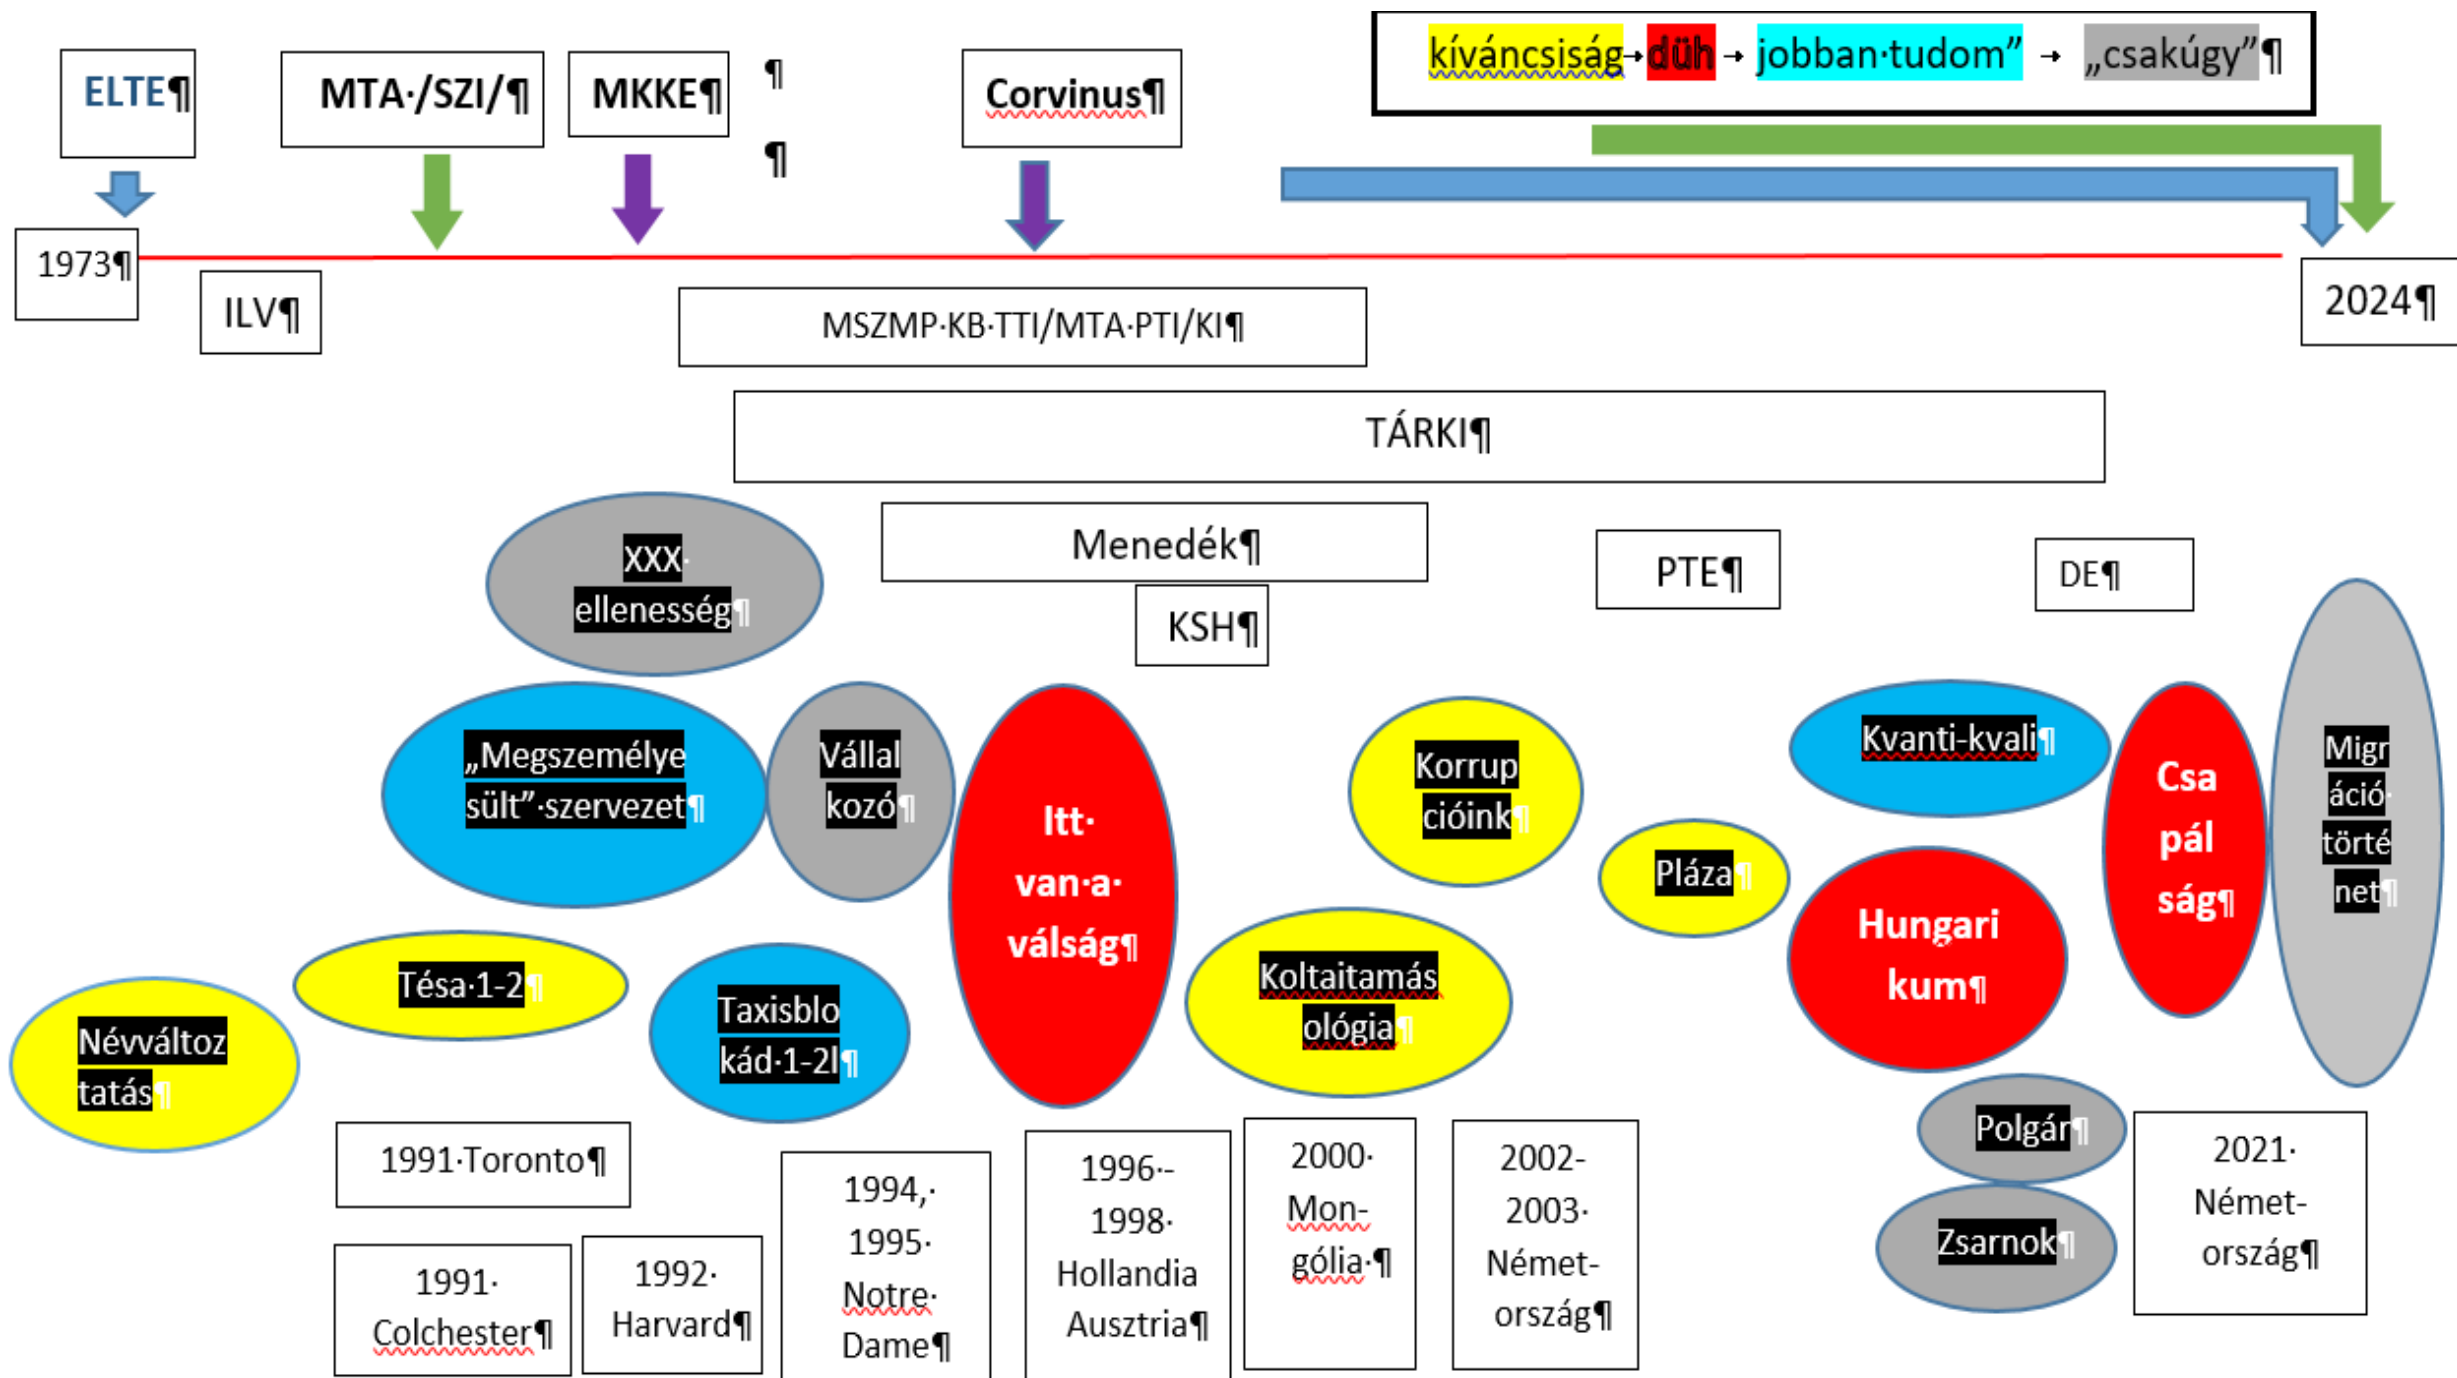 kíváncsiság→düh→jobban·tudom”→„csakúgy”¶
ELTE¶
MTA·/SZI/¶
MKKE¶
¶
¶
Corvinus¶
1973¶
ILV¶
2024¶
MSZMP·KB·TTI/MTA·PTI/KI¶
TÁRKI¶
Menedék¶
KSH¶
PTE¶
DE¶
XXX·
ellenesség¶
„Megszemélye
sült”·szervezet¶
Vállal
kozó¶
Itt·
van·a·
válság¶
Korrup
cióink¶
Pláza¶
Kvanti-kvali¶
Csa
pál
ság¶
Migr
áció·
törté
net¶
Névváltoz
tatás¶
Tésa·1-2¶
Taxisblo
kád·1-2l¶
Koltaitamás
ológia¶
Hungari
kum¶
Polgár¶
Zsarnok¶
1991·Toronto¶
1991·
Colchester¶
1992·
Harvard¶
1994,·
1995·
Notre·
Dame¶
1996·-
1998·
Hollandia
Ausztria¶
2000·
Mon-
gólia·¶
2002-
2003·
Német-
ország¶
2021·
Német-
ország¶